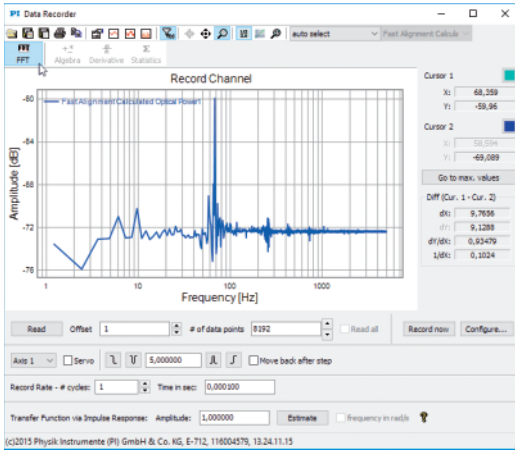 PI Data Recorder
auto select
Fast Alignment Calcula
FFT Algebra Derivative Statistics
Record Channel
Fast Alignment Calculated Optical Power1
Amplitude [dB]
-60
-64
-68
-72
-76
1 10 100 1000
Frequency [Hz]
Cursor 1
X: 68,359
Y: -59,96
Cursor 2
X: 58,594
Y: -69,089
Go to max. values
Diff (Cur. 1 - Cur. 2)
dX: 9,7656
dY: 9,1288
dY/dX: 0,93479
1/dX: 0,1024
Read Offset 1 # of data points 8192 Read all Record now Configure...
Axis 1 Servo 5,000000 Move back after step
Record Rate - # cycles: 1 Time in sec: 0,000100
Transfer Function via Impulse Response: Amplitude: 1,000000 Estimate frequency in rad/s
(c)2015 Physik Instrumente (PI) GmbH & Co. KG, E-712, 116004579, 13.24.11.15